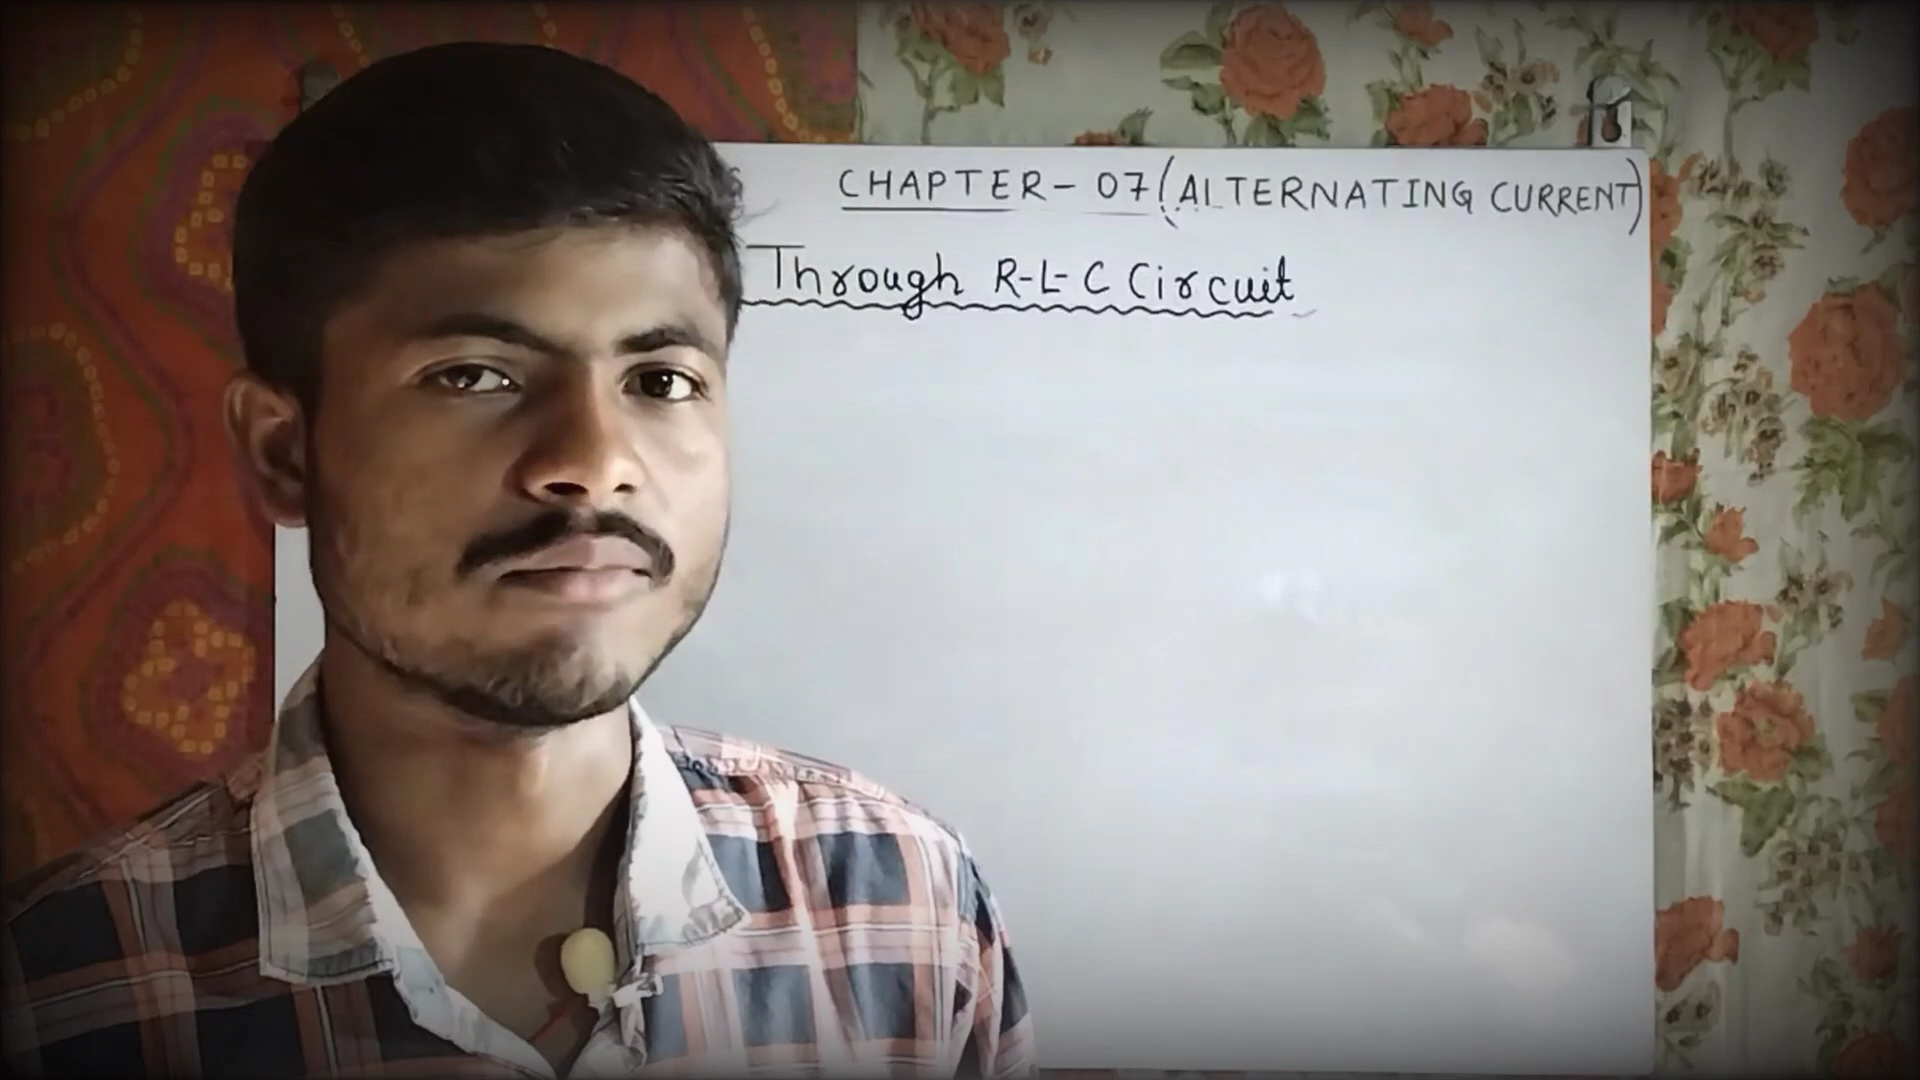 CHAPTER- 07 (ALTERNATING CURRENT)
Through R-L-C Circuit